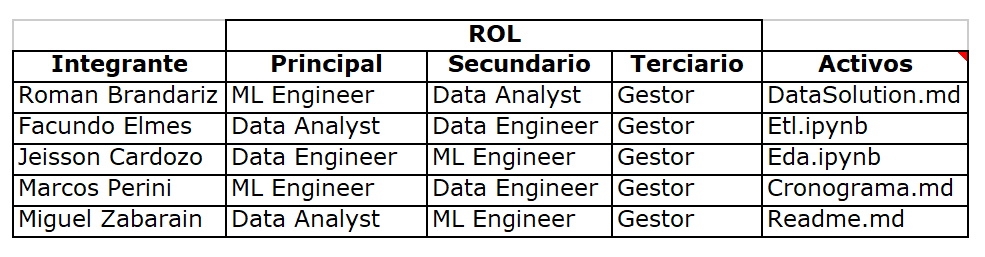 ROL
Integrante Principal Secundario Terciario Activos
Roman Brandariz ML Engineer Data Analyst Gestor DataSolution.md
Facundo Elmes Data Analyst Data Engineer Gestor Etl.ipynb
Jeisson Cardozo Data Engineer ML Engineer Gestor Eda.ipynb
Marcos Perini ML Engineer Data Engineer Gestor Cronograma.md
Miguel Zabarain Data Analyst ML Engineer Gestor Readme.md